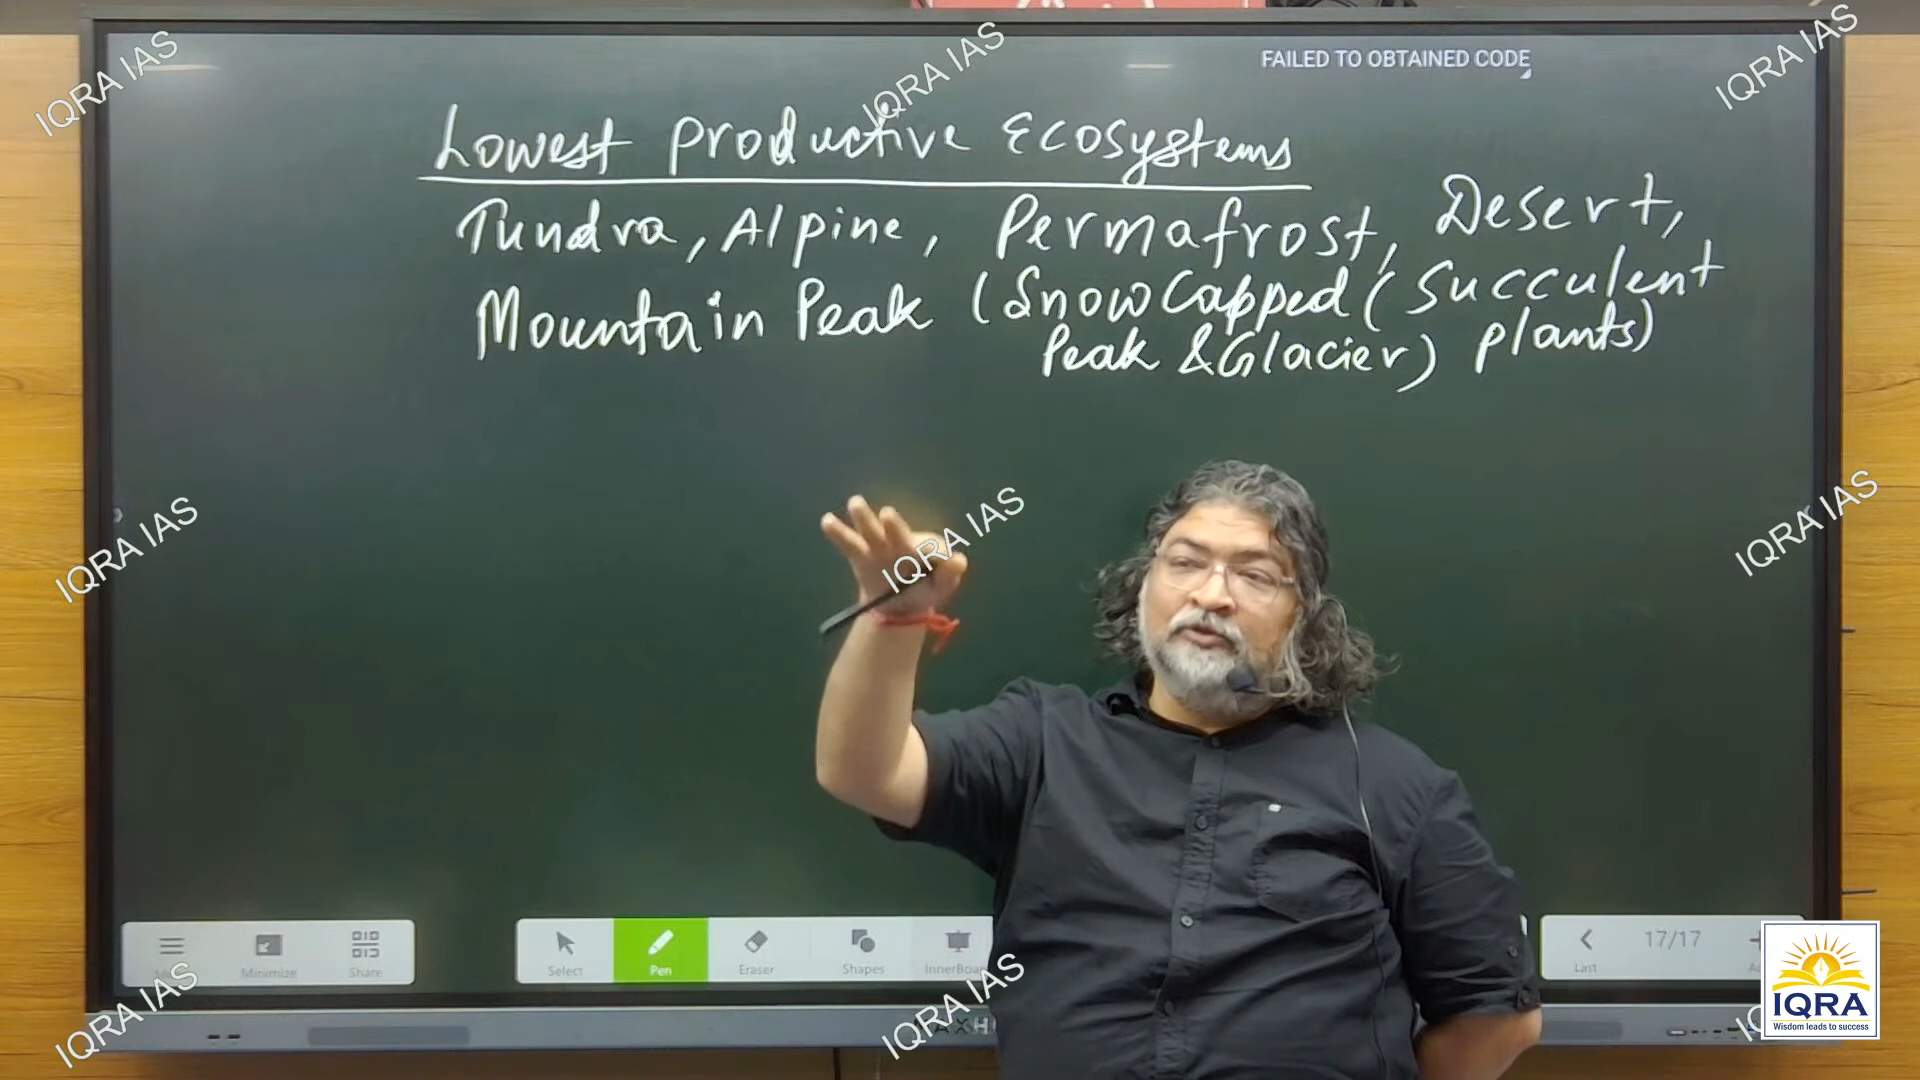 FAILED TO OBTAINED CODE
Lowest Productive Ecosystems
Tundra, Alpine, Permafrost, Desert,
Mountain Peak (Snow Capped (Succulent
Peak & Glacier) plants)
IQRA IAS
IQRA IAS
IQRA IAS
IQRA IAS
IQRA IAS
IQRA IAS
IQRA IAS
IQRA IAS
Minimize
Share
Select
Pen
Eraser
Shapes
InnerBoa
Last
17/17
IQRA
Wisdom leads to success